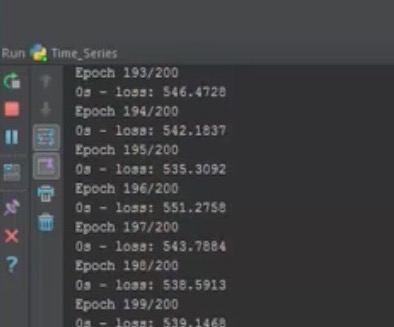 Run Time_Series
Epoch 193/200
0s - loss: 546.4728
Epoch 194/200
0s - loss: 542.1837
Epoch 195/200
0s - loss: 535.3092
Epoch 196/200
0s - loss: 551.2758
Epoch 197/200
0s - loss: 543.7884
Epoch 198/200
0s - loss: 538.5913
Epoch 199/200
0s - loss: 539.1468
?